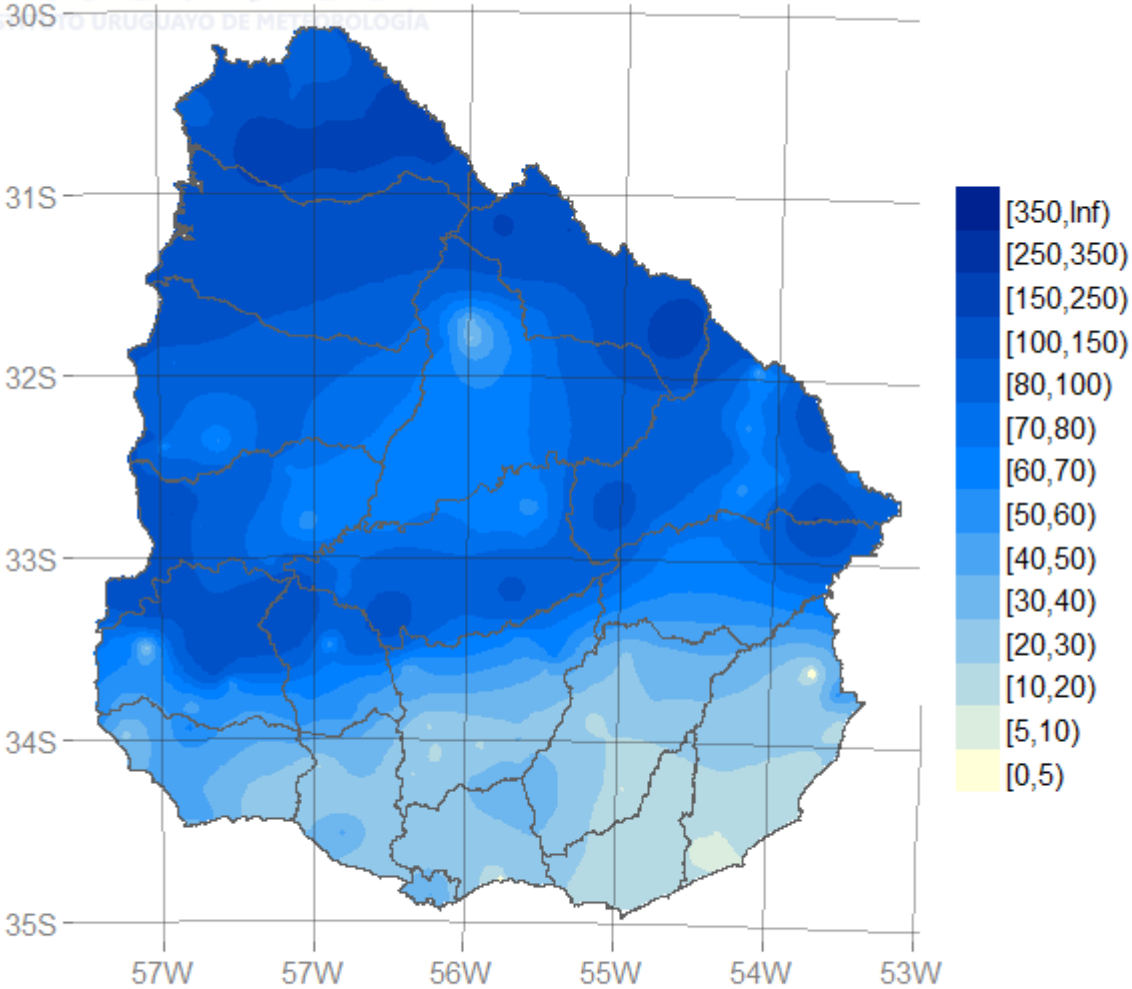 30S
INSTITUTO URUGUAYO DE METEOROLOGÍA
31S
32S
33S
34S
35S
57W 57W 56W 55W 54W 53W
[350,Inf)
[250,350)
[150,250)
[100,150)
[80,100)
[70,80)
[60,70)
[50,60)
[40,50)
[30,40)
[20,30)
[10,20)
[5,10)
[0,5)